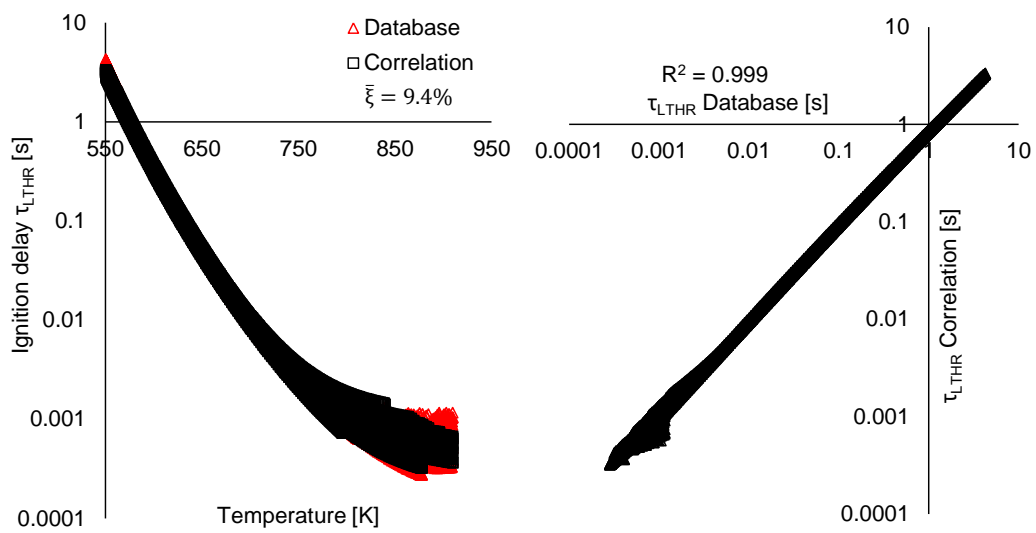 10
△ Database
□ Correlation
ξ̄ = 9.4%
1
550 650 750 850 950
0.1
0.01
0.001
0.0001
Ignition delay τLTHR [s]
Temperature [K]
10
R² = 0.999
τLTHR Database [s]
1
0.0001 0.001 0.01 0.1 1 10
0.1
0.01
0.001
0.0001
τLTHR Correlation [s]